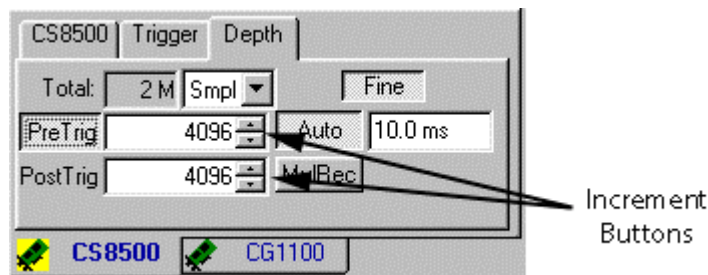 CS8500 Trigger Depth
Total: 2 M Smpl Fine
PreTrig 4096 Auto 10.0 ms
PostTrig 4096 MulRec
Increment
Buttons
CS8500 CG1100